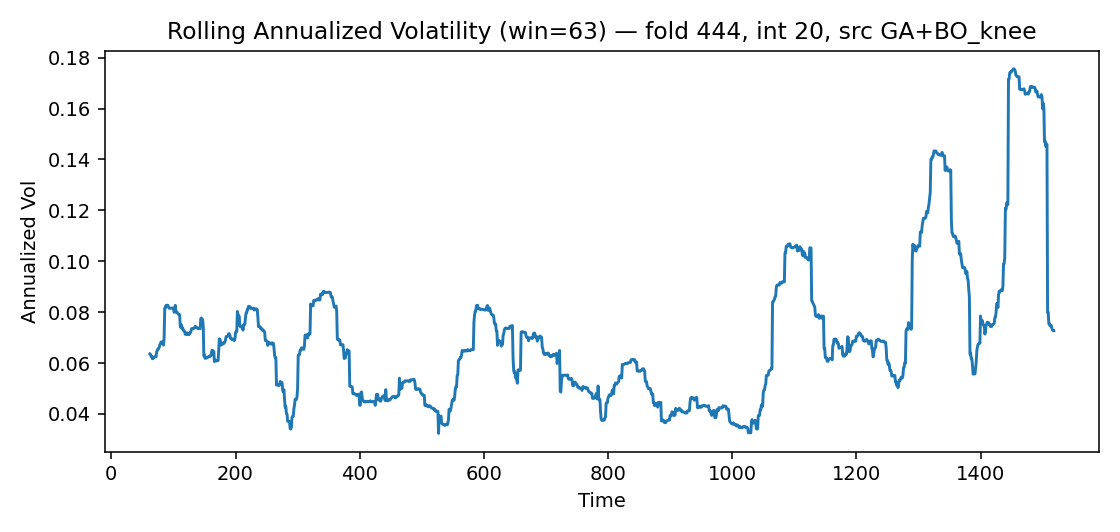 Rolling Annualized Volatility (win=63) — fold 444, int 20, src GA+BO_knee
0.18
0.16
0.14
0.12
0.10
0.08
0.06
0.04
Annualized Vol
0 200 400 600 800 1000 1200 1400
Time